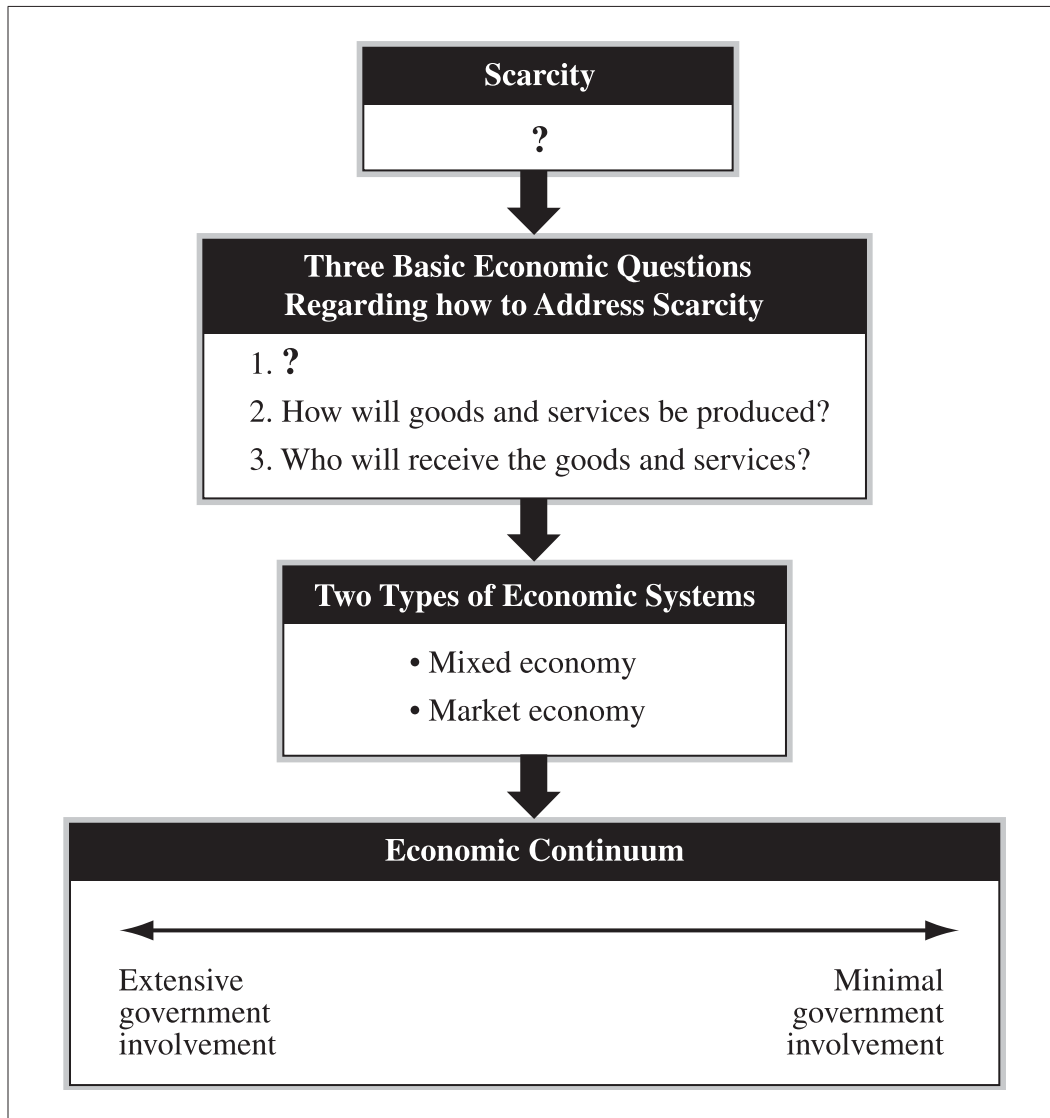 Scarcity
?
Three Basic Economic Questions
Regarding how to Address Scarcity
1. ?
2. How will goods and services be produced?
3. Who will receive the goods and services?
Two Types of Economic Systems
• Mixed economy
• Market economy
Economic Continuum
Extensive
government
involvement
Minimal
government
involvement